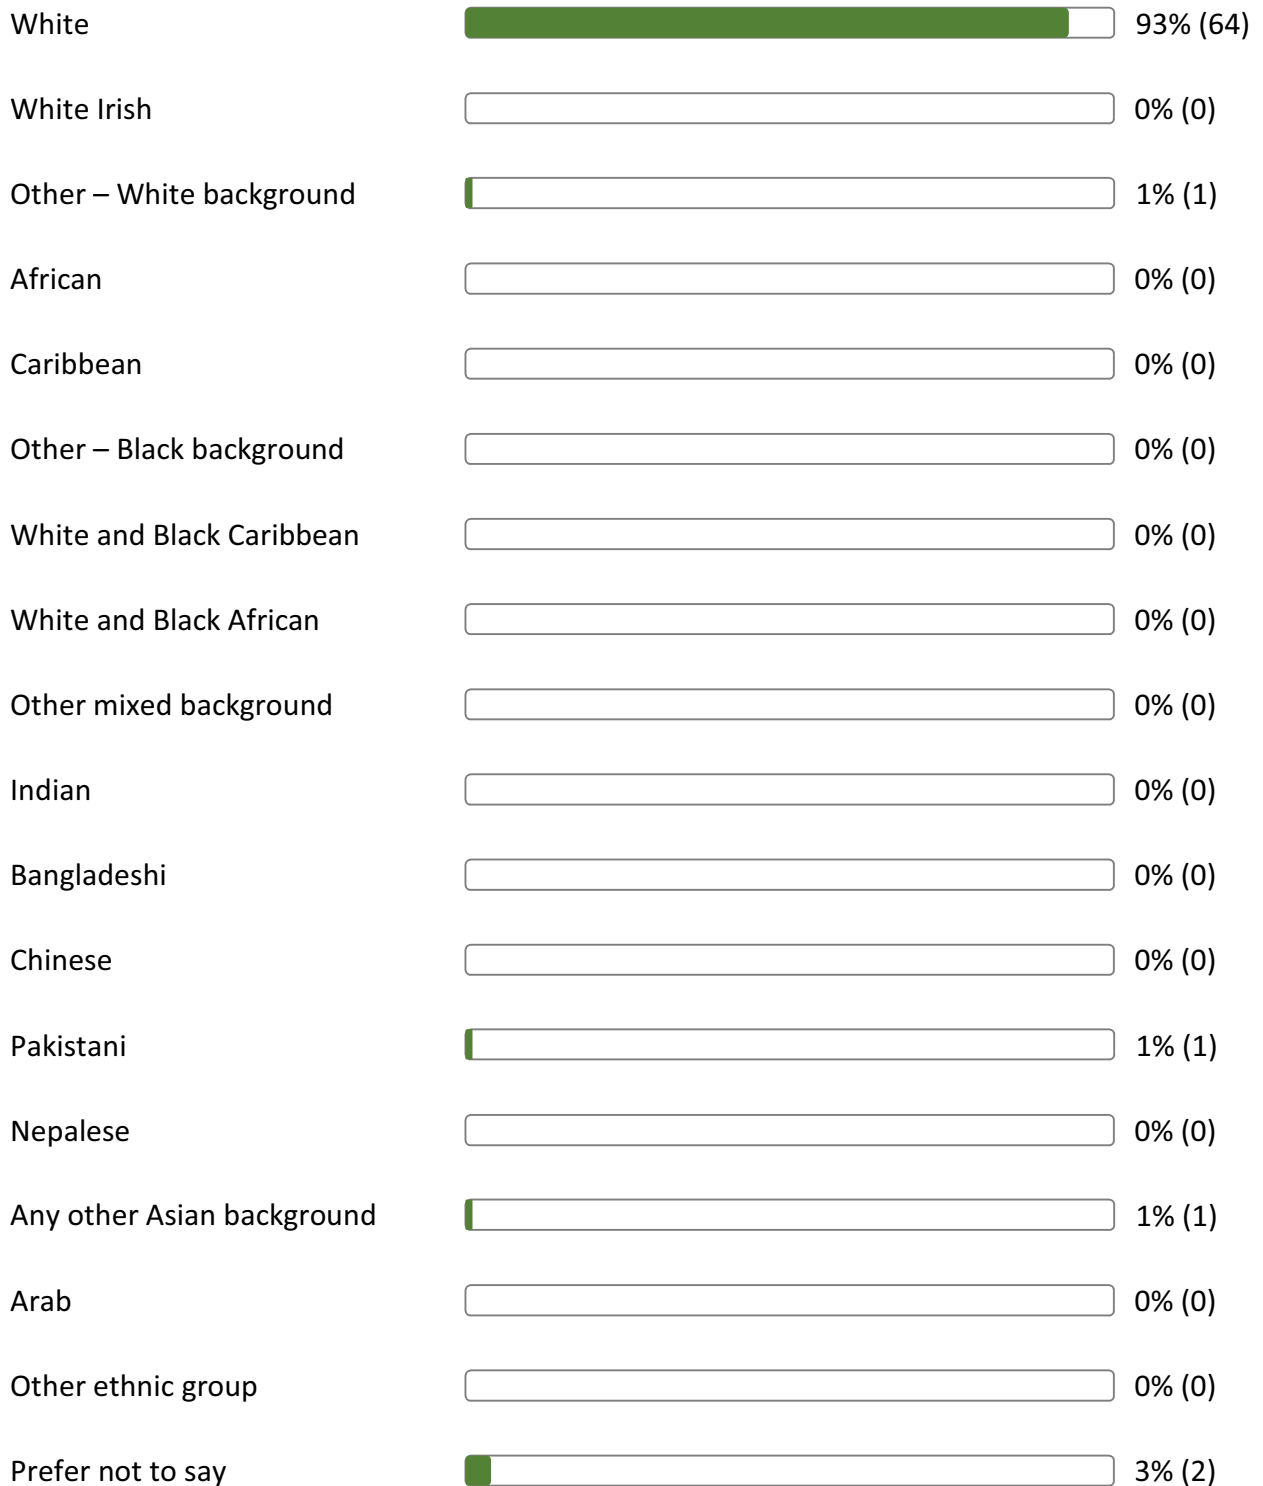 White 93% (64)
White Irish 0% (0)
Other – White background 1% (1)
African 0% (0)
Caribbean 0% (0)
Other – Black background 0% (0)
White and Black Caribbean 0% (0)
White and Black African 0% (0)
Other mixed background 0% (0)
Indian 0% (0)
Bangladeshi 0% (0)
Chinese 0% (0)
Pakistani 1% (1)
Nepalese 0% (0)
Any other Asian background 1% (1)
Arab 0% (0)
Other ethnic group 0% (0)
Prefer not to say 3% (2)